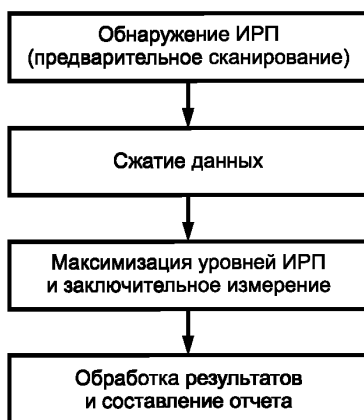 Обнаружение ИРП
(предварительное сканирование)
Сжатие данных
Максимизация уровней ИРП
и заключительное измерение
Обработка результатов
и составление отчета